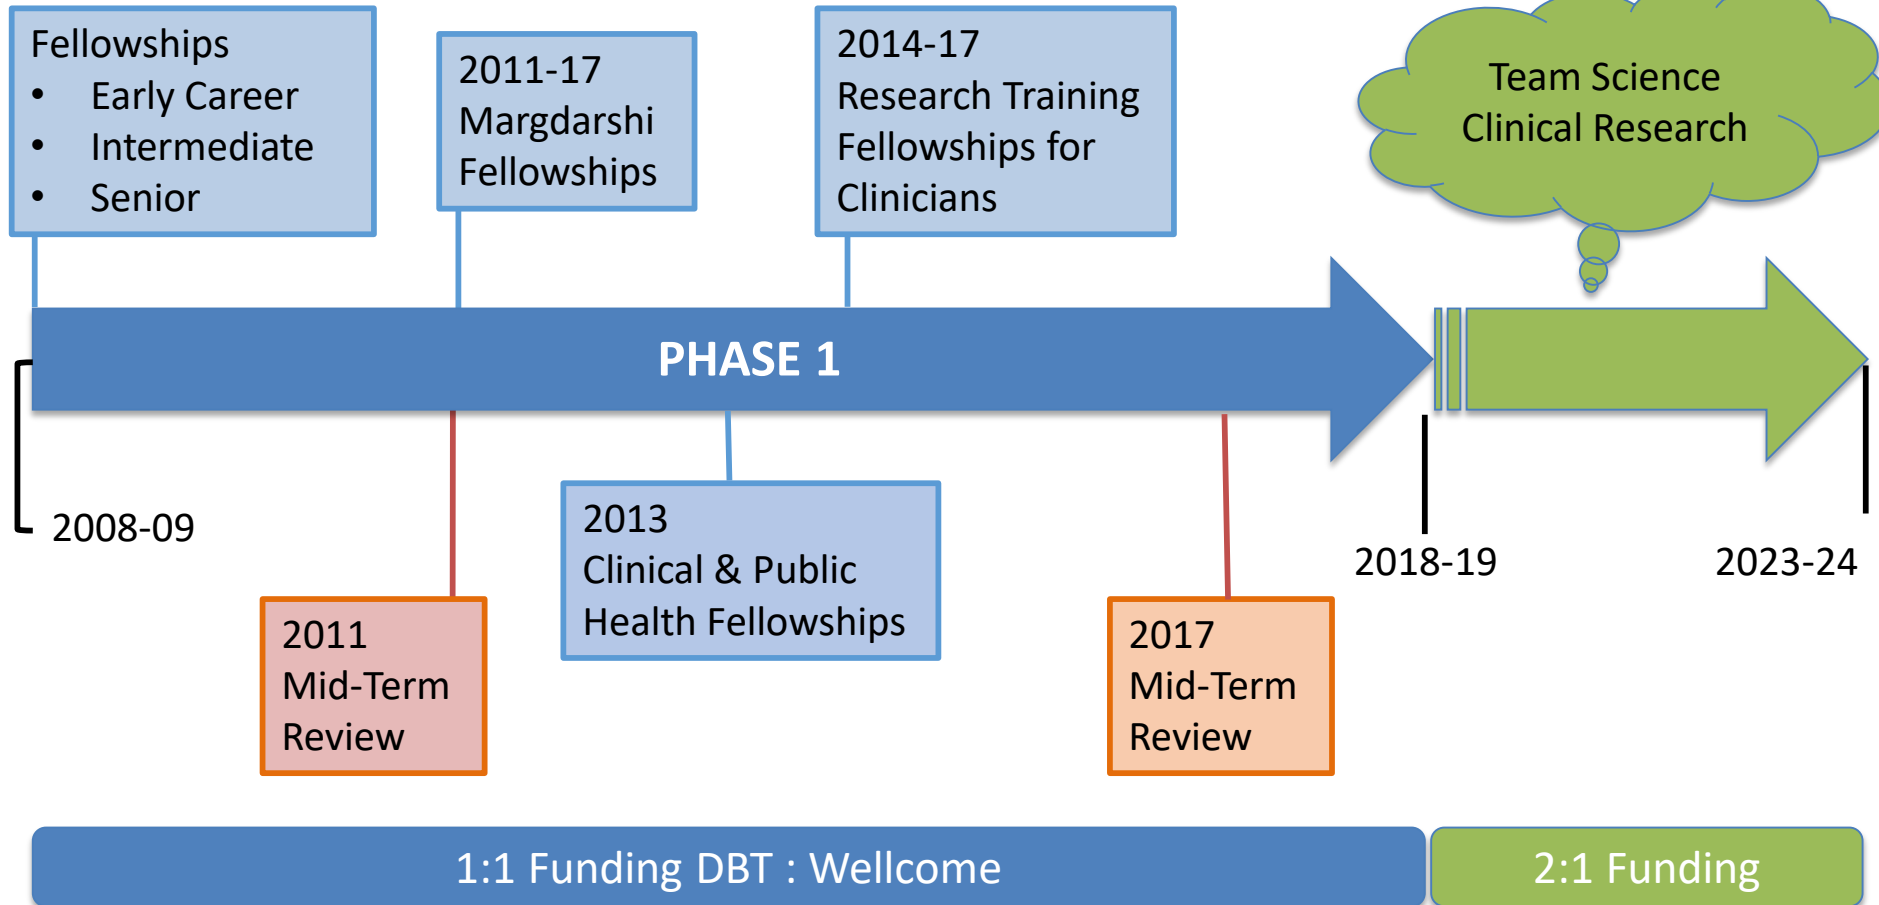 Fellowships
• Early Career
• Intermediate
• Senior
2011-17
Margdarshi
Fellowships
2014-17
Research Training
Fellowships for
Clinicians
Team Science
Clinical Research
PHASE 1
2008-09
2011
Mid-Term
Review
2013
Clinical & Public
Health Fellowships
2017
Mid-Term
Review
2018-19
2023-24
1:1 Funding DBT : Wellcome
2:1 Funding